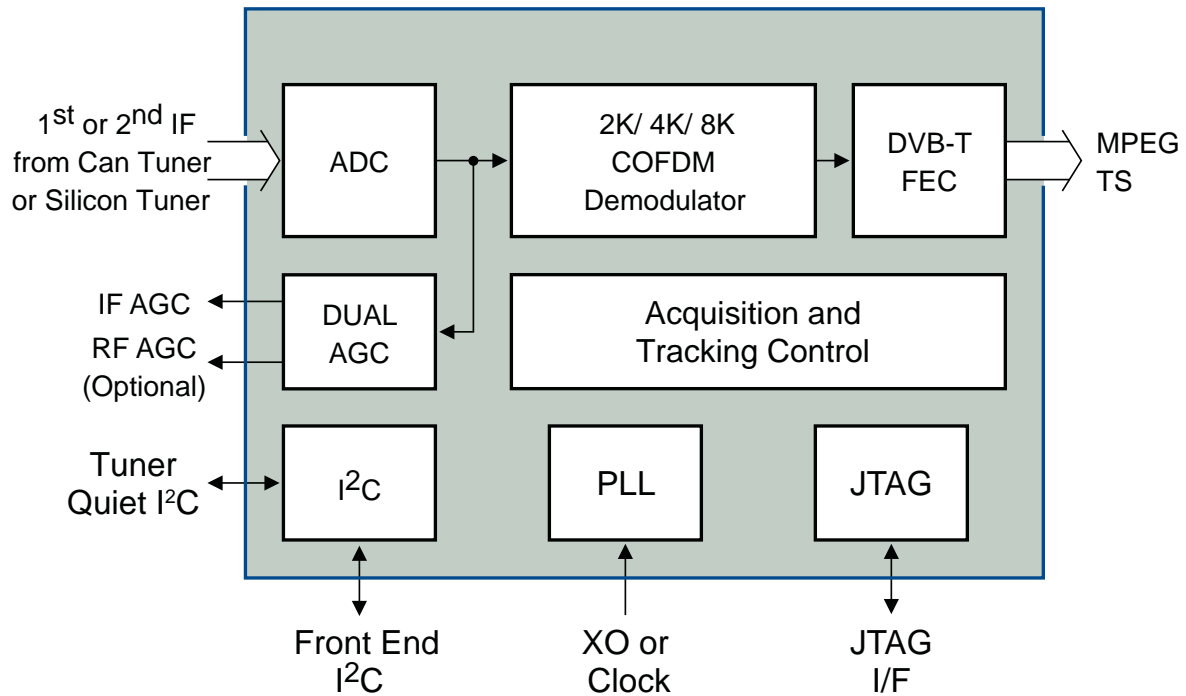 1st or 2nd IF
from Can Tuner
or Silicon Tuner
ADC
2K/ 4K/ 8K
COFDM
Demodulator
DVB-T
FEC
MPEG
TS
IF AGC
RF AGC
(Optional)
DUAL
AGC
Acquisition and
Tracking Control
Tuner
Quiet I²C
I²C
PLL
JTAG
Front End
I²C
XO or
Clock
JTAG
I/F